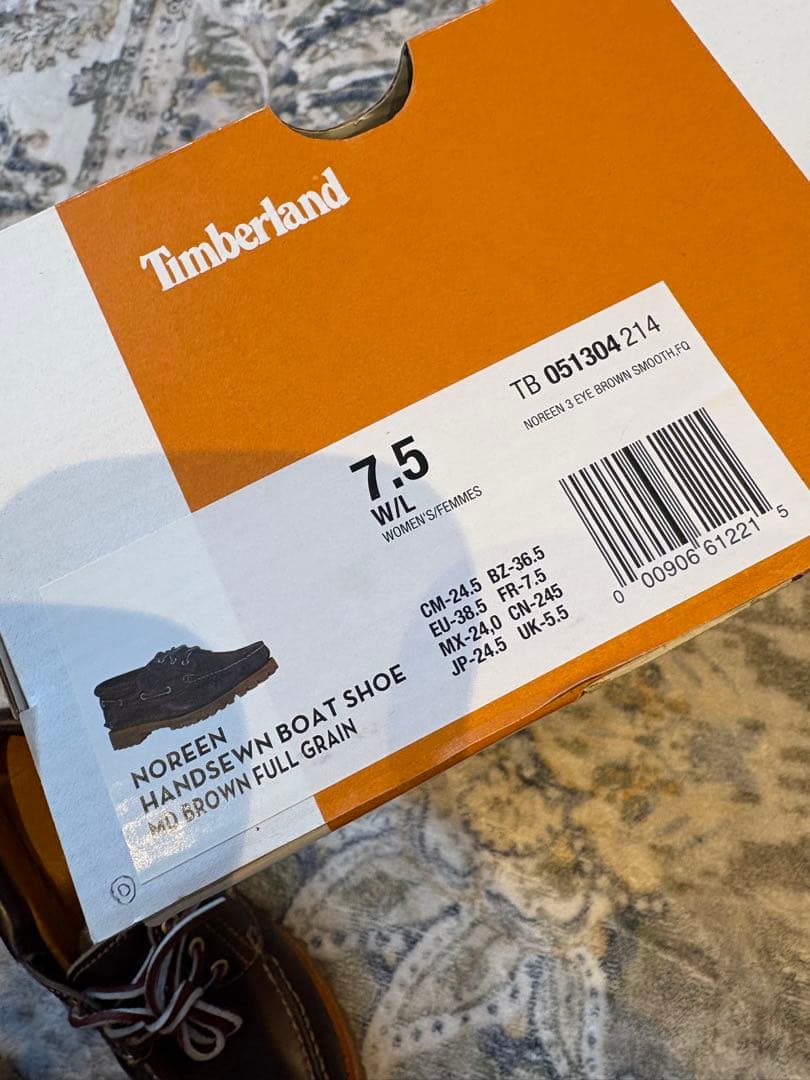 Timberland
TB 051304 214
NOREEN 3 EYE BROWN SMOOTH,FQ
7.5
W/L
WOMEN'S/FEMMES
CM-24.5 BZ-36.5
EU-38.5 FR-7.5
MX-24,0 CN-245
JP-24.5 UK-5.5
0 00906 61221 5
NOREEN
HANDSEWN BOAT SHOE
MD BROWN FULL GRAIN
D